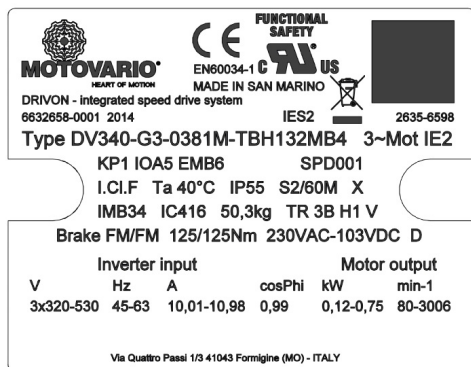 MOTOVARIO®
HEART OF MOTION
CE
EN60034-1
FUNCTIONAL
SAFETY
C RU US
MADE IN SAN MARINO
DRIVON - integrated speed drive system
6632658-0001 2014
IES2
2635-6598
Type DV340-G3-0381M-TBH132MB4 3~Mot IE2
KP1 IOA5 EMB6 SPD001
I.Cl.F Ta 40°C IP55 S2/60M X
IMB34 IC416 50,3kg TR 3B H1 V
Brake FM/FM 125/125Nm 230VAC-103VDC D
Inverter input Motor output
V Hz A cosPhi kW min-1
3x320-530 45-63 10,01-10,98 0,99 0,12-0,75 80-3006
Via Quattro Passi 1/3 41043 Formigine (MO) - ITALY